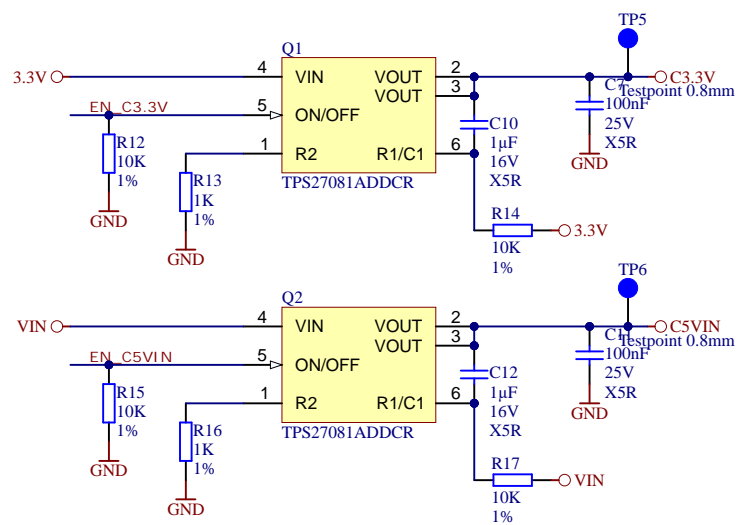 TP5
Q1
3.3V
4
VIN
VOUT
2
C3.3V
VOUT
3
C7
Testpoint 0.8mm
100nF
25V
X5R
GND
EN_C3.3V
5
ON/OFF
C10
1µF
16V
X5R
R12
10K
1%
GND
1
R2
R1/C1
6
TPS27081ADDCR
R13
1K
1%
GND
R14
10K
1%
3.3V
TP6
Q2
VIN
4
VIN
VOUT
2
C5VIN
VOUT
3
Testpoint 0.8mm
100nF
25V
X5R
GND
EN_C5VIN
5
ON/OFF
C12
1µF
16V
X5R
R15
10K
1%
GND
1
R2
R1/C1
6
TPS27081ADDCR
R16
1K
1%
GND
R17
10K
1%
VIN